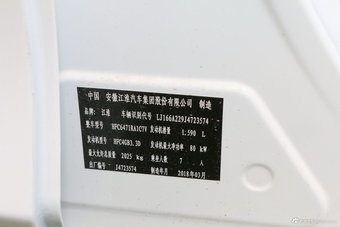 中国 安徽江淮汽车集团股份有限公司 制造
品牌: 江淮 车辆识别代号 LJ166A229J4723574
整车型号 HFC6471RA1C7V 发动机排量 1.590 L
发动机型号 HFC4GB3.3D 发动机最大净功率 88 kW
最大允许总质量 2025 kg 乘坐人数 7 人
出厂编号 J4723574 制造年月 2018年03月